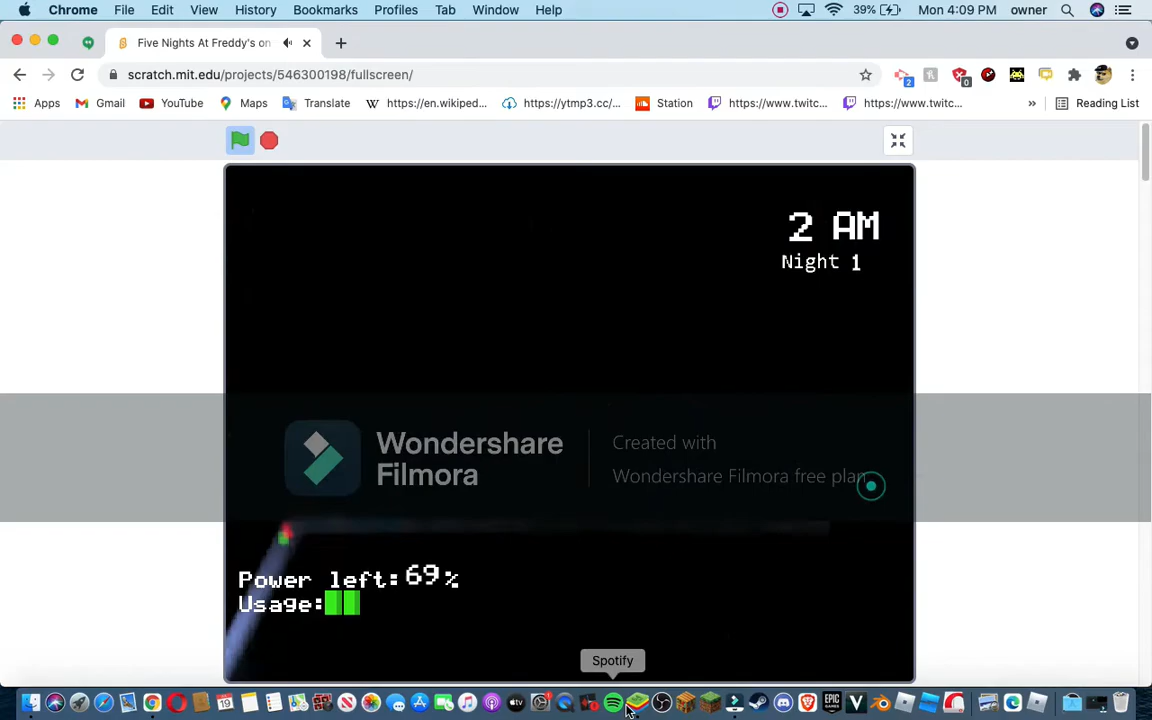 Chrome File Edit View History Bookmarks Profiles Tab Window Help 39% Mon 4:09 PM owner
Five Nights At Freddy's on
scratch.mit.edu/projects/546300198/fullscreen/
2
0
Apps Gmail YouTube Maps Translate https://en.wikiped... https://ytmp3.cc/... Station https://www.twitc... https://www.twitc... » Reading List
2 AM
Night 1
Wondershare
Filmora
Created with
Wondershare Filmora free plan
Power left:69%
Usage:
Spotify